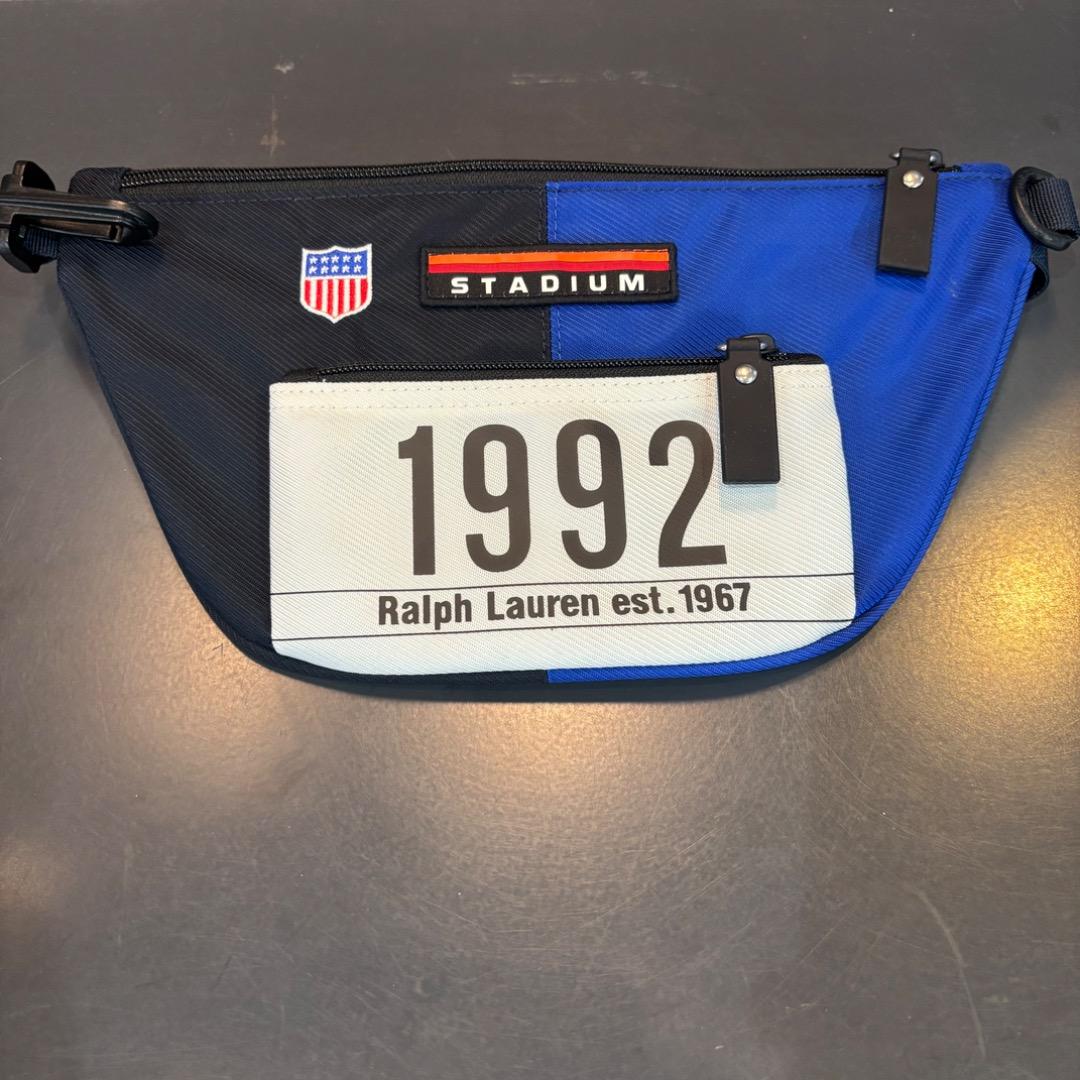 STADIUM
1992
Ralph Lauren est. 1967